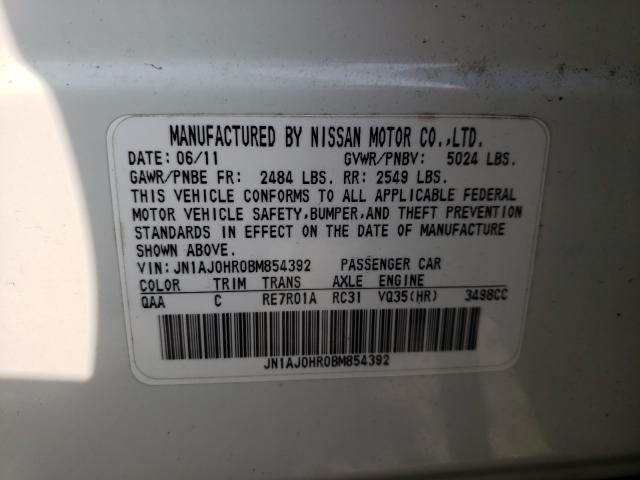 MANUFACTURED BY NISSAN MOTOR CO.,LTD.
DATE: 06/11 GVWR/PNBV: 5024 LBS.
GAWR/PNBE FR: 2484 LBS. RR: 2549 LBS.
THIS VEHICLE CONFORMS TO ALL APPLICABLE FEDERAL
MOTOR VEHICLE SAFETY,BUMPER,AND THEFT PREVENTION
STANDARDS IN EFFECT ON THE DATE OF MANUFACTURE
SHOWN ABOVE.
VIN: JN1AJ0HR0BM854392 PASSENGER CAR
COLOR TRIM TRANS AXLE ENGINE
QAA C RE7R01A RC31 VQ35(HR) 3498CC
JN1AJ0HR0BM854392